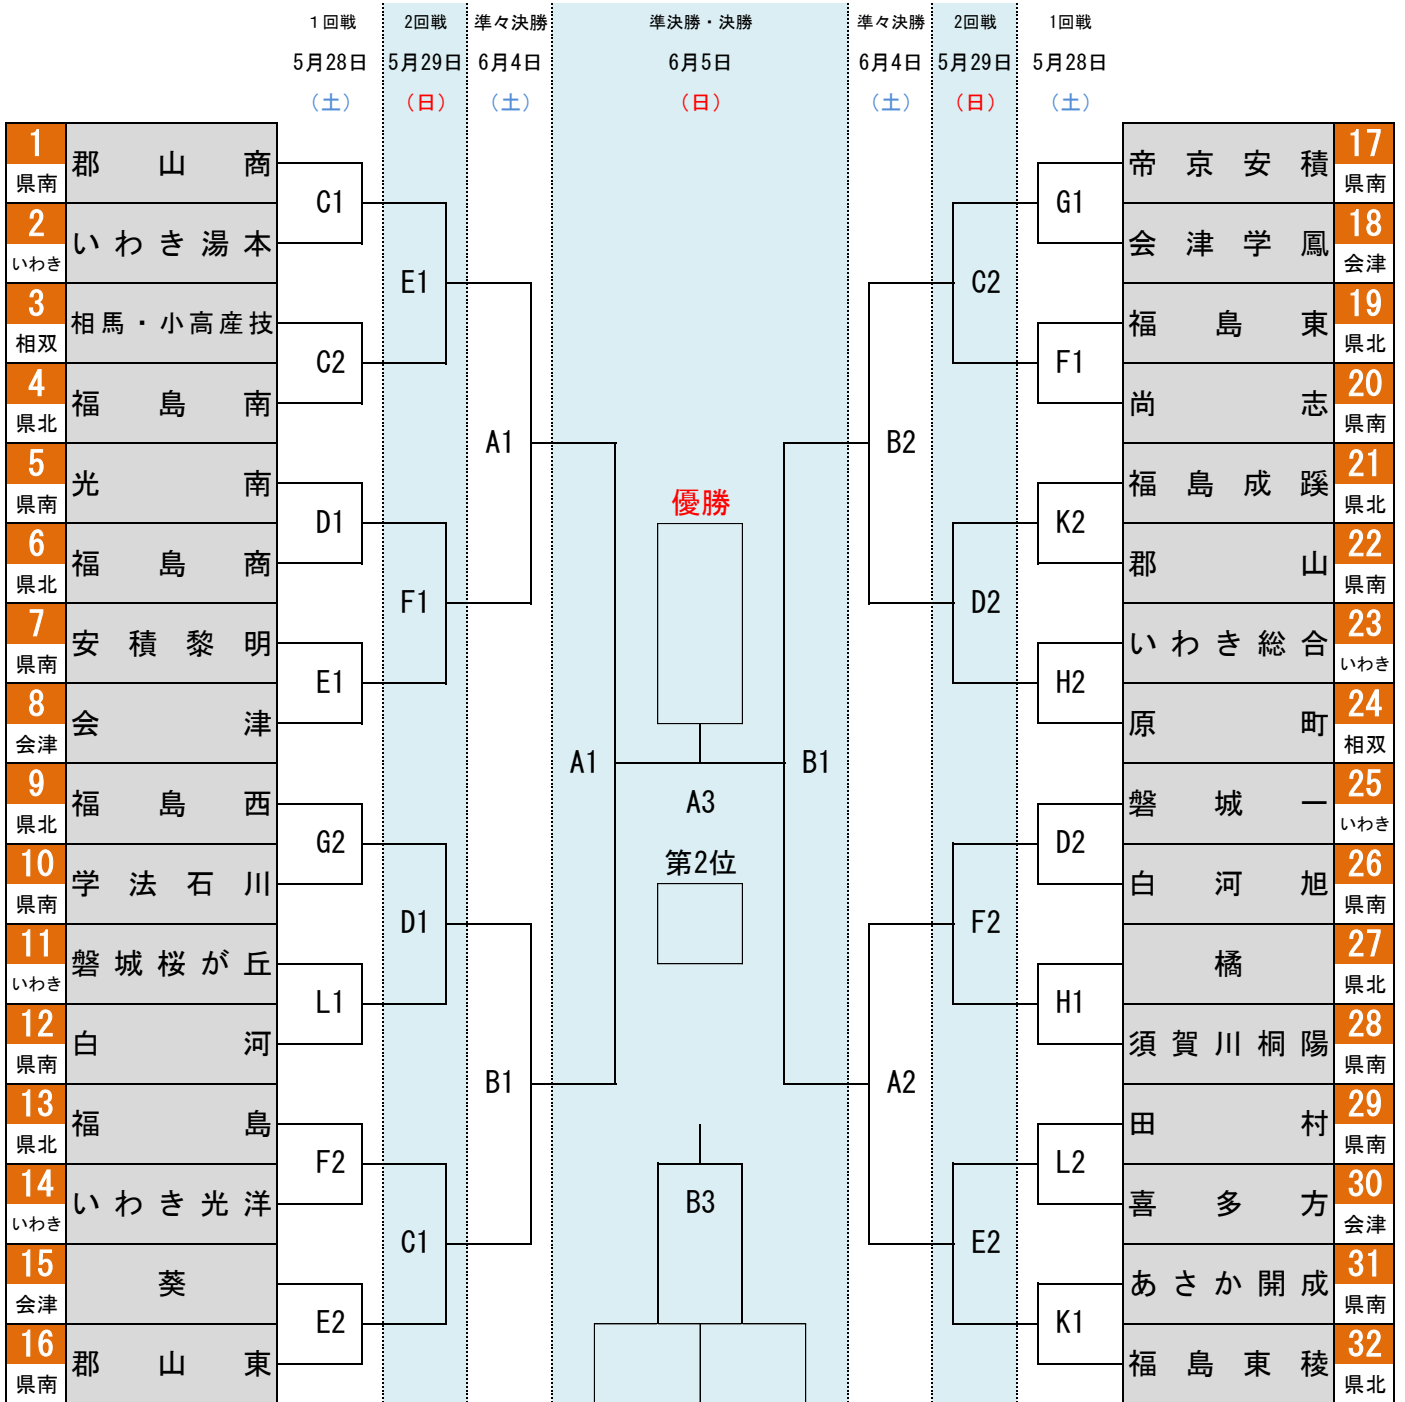 1回戦 2回戦 準々決勝 準決勝・決勝 準々決勝 2回戦 1回戦
5月28日 5月29日 6月4日 6月5日 6月4日 5月29日 5月28日
（土） （日） （土） （日） （土） （日） （土）
1 県南 郡山商
2 いわき いわき湯本
3 相双 相馬・小高産技
4 県北 福島南
5 県南 光南
6 県北 福島商
7 県南 安積黎明
8 会津 会津
9 県北 福島西
10 県南 学法石川
11 いわき 磐城桜が丘
12 県南 白河
13 県北 福島
14 いわき いわき光洋
15 会津 葵
16 県南 郡山東
C1
C2
D1
E1
G2
L1
F2
E2
E1
F1
D1
C1
A1
B1
A1
優勝
A3
第2位
B3
B1
B2
A2
C2
D2
F2
E2
G1
F1
K2
H2
D2
H1
L2
K1
帝京安積 17 県南
会津学鳳 18 会津
福島東 19 県北
尚志 20 県南
福島成蹊 21 県北
郡山 22 県南
いわき総合 23 いわき
原町 24 相双
磐城一 25 いわき
白河旭 26 県南
橘 27 県北
須賀川桐陽 28 県南
田村 29 県南
喜多方 30 会津
あさか開成 31 県南
福島東稜 32 県北